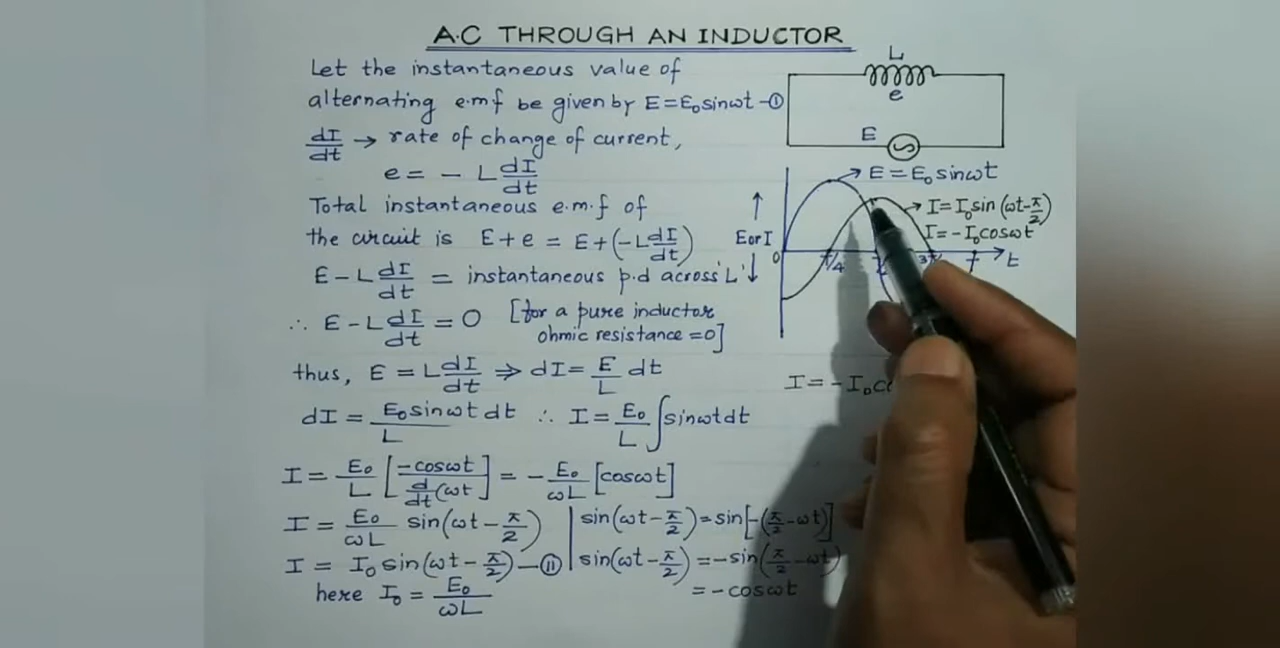 A.C THROUGH AN INDUCTOR
Let the instantaneous value of
alternating e.m.f be given by E=E₀sinωt-①
dI/dt → rate of change of current,
e = - L dI/dt
Total instantaneous e.m.f of
the circuit is E+e = E+(-L dI/dt)
E-L dI/dt = instantaneous p.d across 'L'
∴ E-L dI/dt = 0 [for a pure inductor
ohmic resistance =0]
thus, E = L dI/dt ⇒ dI = E/L dt
dI = E₀sinωt dt/L ∴ I = E₀/L ∫sinωtdt
I = E₀/L [-cosωt / d/dt(ωt] = - E₀/ωL [cosωt]
I = E₀/ωL sin(ωt-π/2)
I = I₀ sin(ωt-π/2)-⑪
here I₀ = E₀/ωL
sin(ωt-π/2)=sin[-(π/2-ωt)]
sin(ωt-π/2)=-sin(π/2-ωt)
= -cosωt
L
e
E
E = E₀sinωt
I=I₀sin(ωt-π/2)
I=-I₀cosωt
E or I
0
T/4
t
I=-I₀